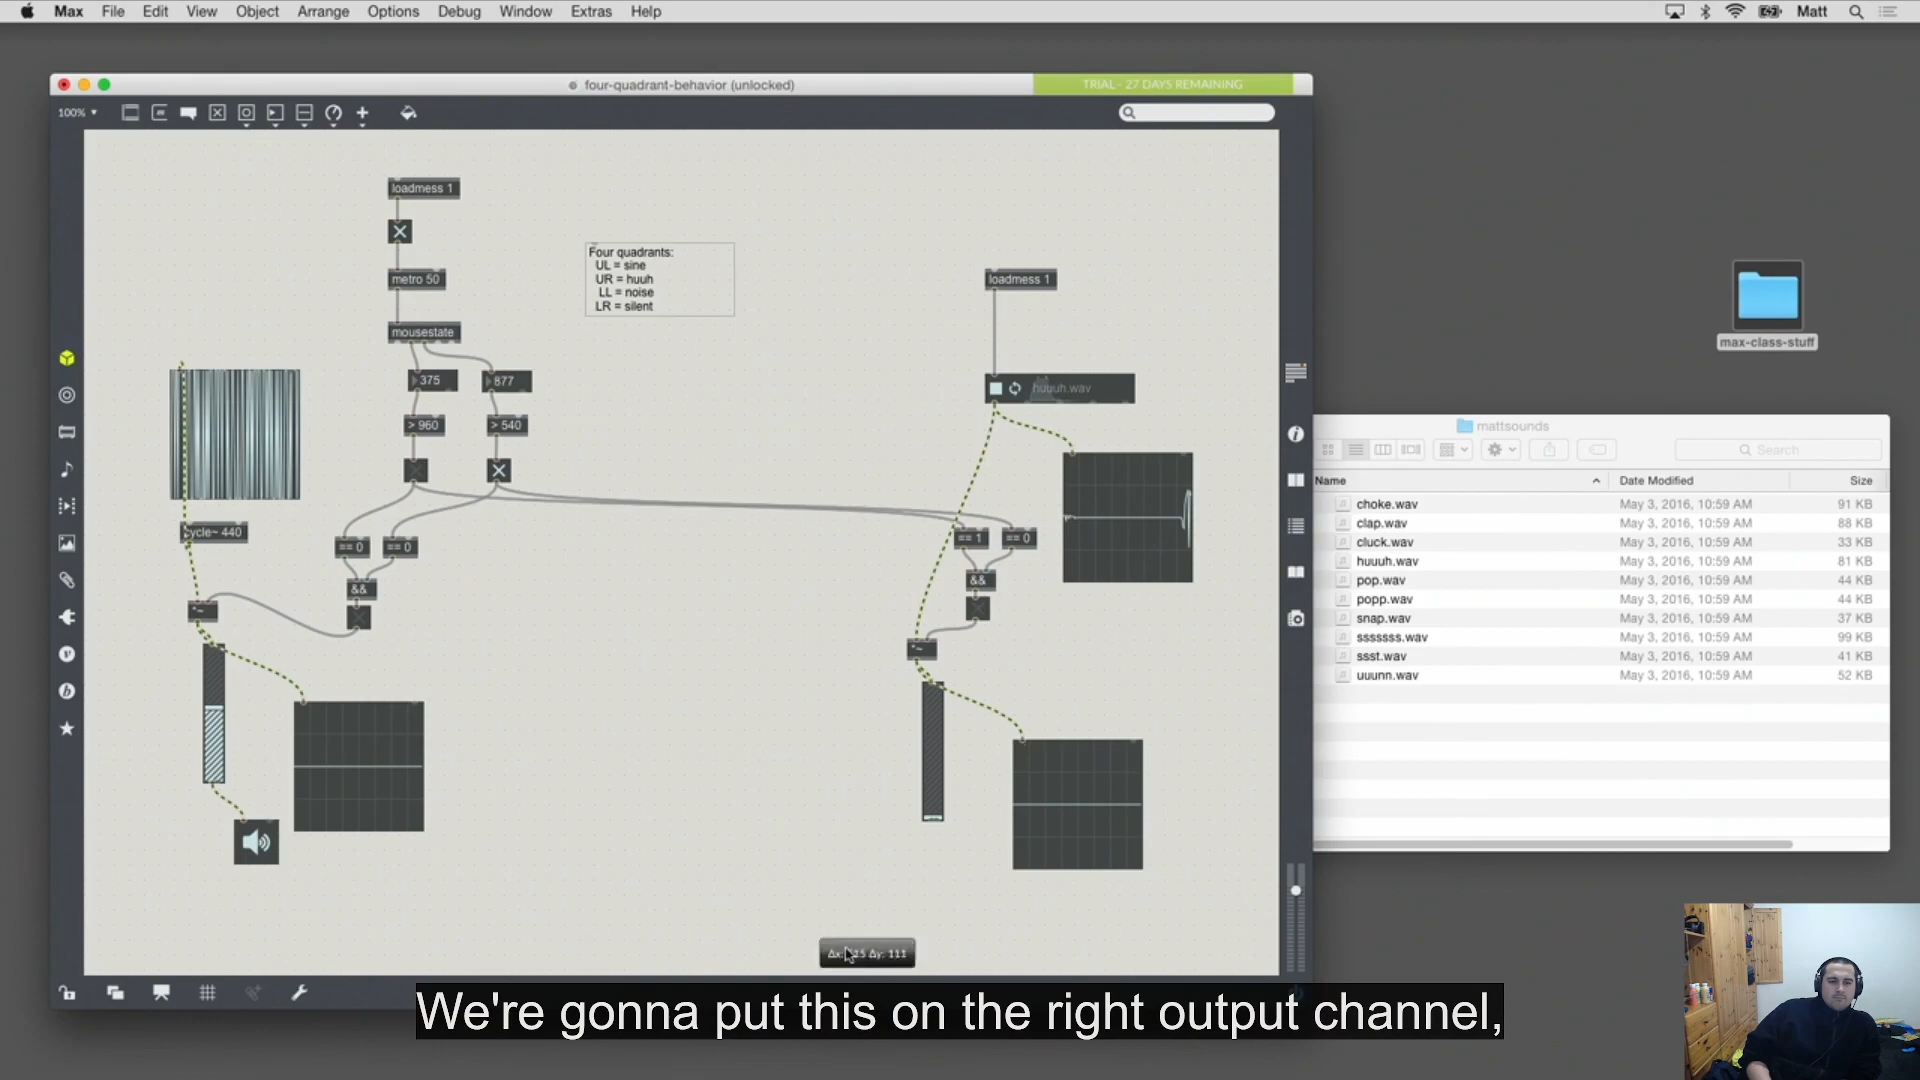 Max File Edit View Object Arrange Options Debug Window Extras Help
Matt
four-quadrant-behavior (unlocked)
TRIAL - 27 DAYS REMAINING
100%
loadmess 1
metro 50
mousestate
375
877
> 960
> 540
Four quadrants:
UL = sine
UR = huuh
LL = noise
LR = silent
loadmess 1
huuuh.wav
cycle~ 440
== 0
== 0
&&
*~
== 1
== 0
&&
*~
max-class-stuff
mattsounds
Search
Name Date Modified Size
choke.wav May 3, 2016, 10:59 AM 91 KB
clap.wav May 3, 2016, 10:59 AM 88 KB
cluck.wav May 3, 2016, 10:59 AM 33 KB
huuuh.wav May 3, 2016, 10:59 AM 81 KB
pop.wav May 3, 2016, 10:59 AM 44 KB
popp.wav May 3, 2016, 10:59 AM 44 KB
snap.wav May 3, 2016, 10:59 AM 37 KB
sssssss.wav May 3, 2016, 10:59 AM 99 KB
ssst.wav May 3, 2016, 10:59 AM 41 KB
uuunn.wav May 3, 2016, 10:59 AM 52 KB
Δy: 111
We're gonna put this on the right output channel,